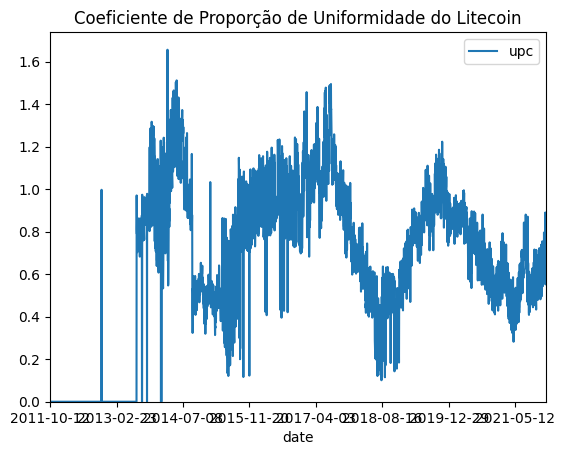 Coeficiente de Proporção de Uniformidade do Litecoin
upc
1.6
1.4
1.2
1.0
0.8
0.6
0.4
0.2
0.0
2011-10-12 2013-02-23 2014-07-08 2015-11-20 2017-04-03 2018-08-16 2019-12-29 2021-05-12
date